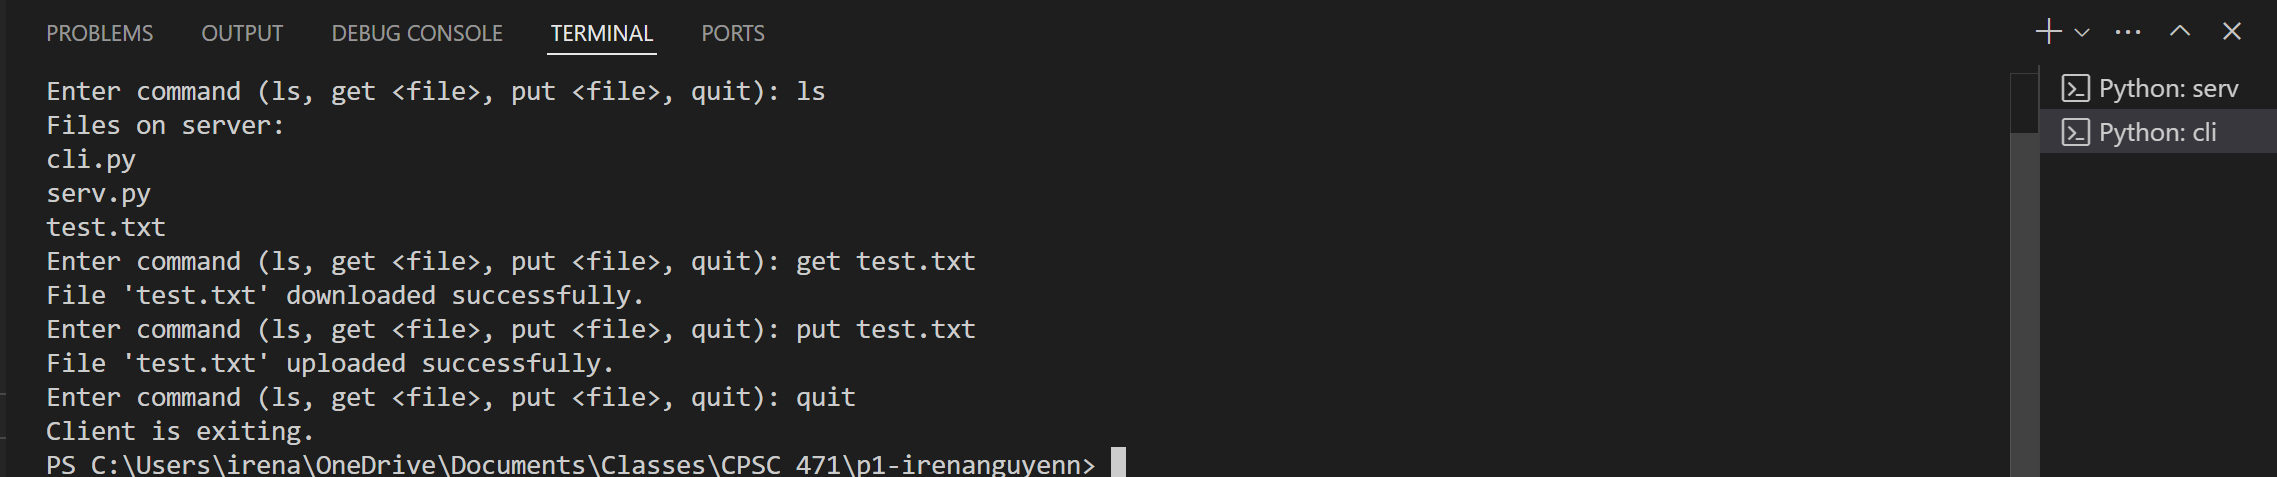 PROBLEMS OUTPUT DEBUG CONSOLE TERMINAL PORTS
Enter command (ls, get <file>, put <file>, quit): ls
Files on server:
cli.py
serv.py
test.txt
Enter command (ls, get <file>, put <file>, quit): get test.txt
File 'test.txt' downloaded successfully.
Enter command (ls, get <file>, put <file>, quit): put test.txt
File 'test.txt' uploaded successfully.
Enter command (ls, get <file>, put <file>, quit): quit
Client is exiting.
PS C:\Users\irena\OneDrive\Documents\Classes\CPSC 471\p1-irenanguyenn>
Python: serv
Python: cli